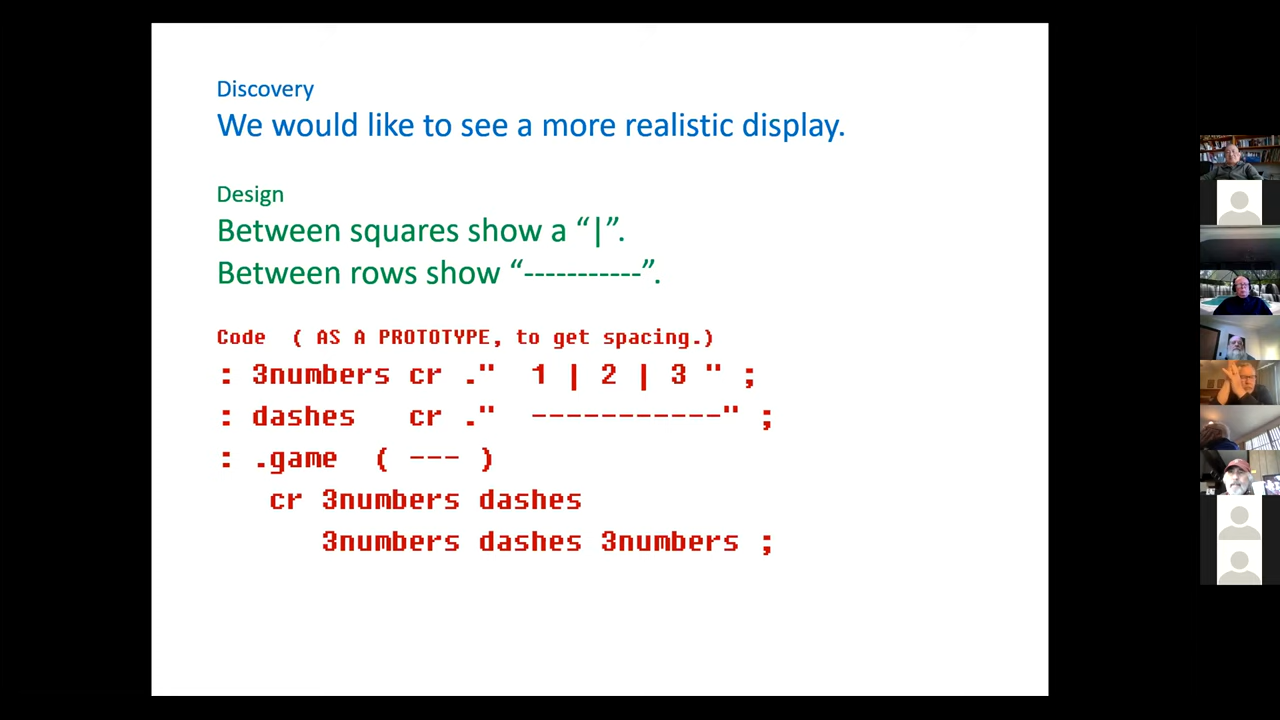 Discovery
We would like to see a more realistic display.
Design
Between squares show a “|”.
Between rows show “-----------”.
Code  ( AS A PROTOTYPE, to get spacing.)
: 3numbers cr ."  1 | 2 | 3 " ;
: dashes   cr ."  -----------" ;
: .game  ( --- )
   cr 3numbers dashes
      3numbers dashes 3numbers ;